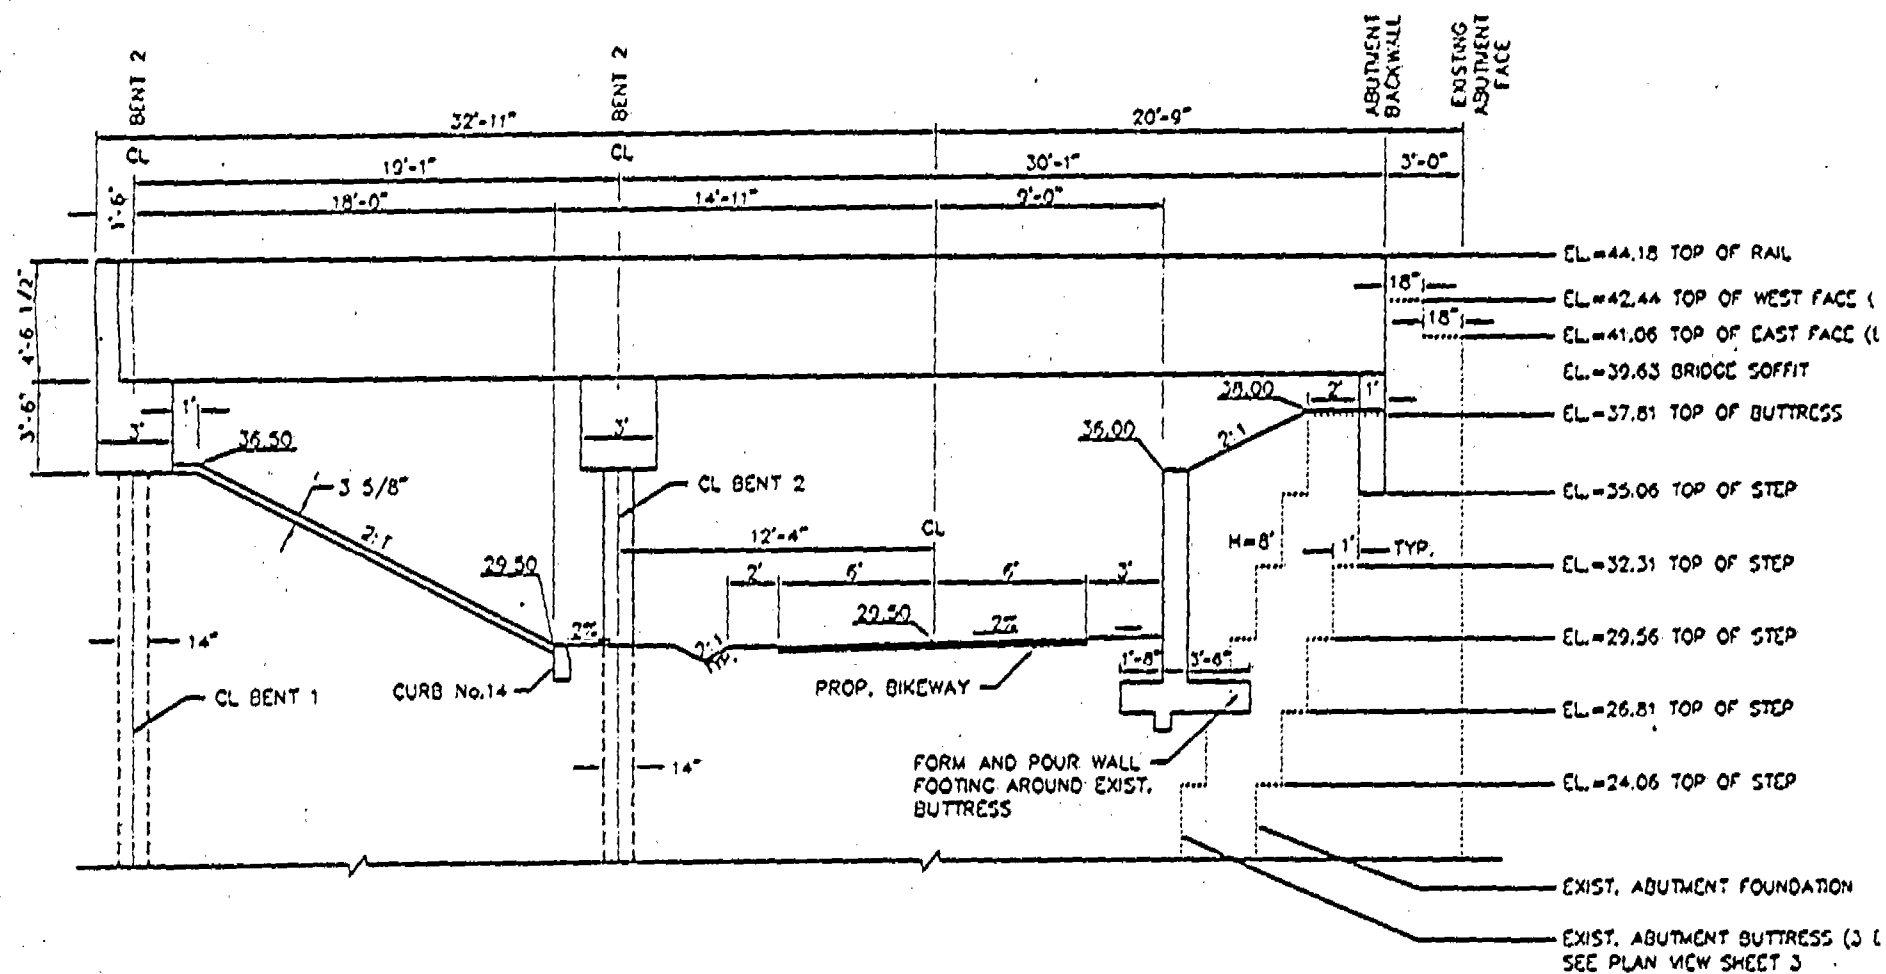 BENT 2
BENT 2
ABUTMENT
BACKWALL
EXISTING
ABUTMENT
FACE
32'-11"
20'-9"
CL
CL
19'-1"
30'-1"
3'-0"
1'-6"
18'-0"
14'-11"
9'-0"
EL.=44.18 TOP OF RAIL
18"
EL.=42.44 TOP OF WEST FACE (
18"
EL.=41.06 TOP OF EAST FACE (
4'-6 1/2"
EL.=39.63 BRIDGE SOFFIT
38.00
2'
1'
EL.=37.81 TOP OF BUTTRESS
3'-6"
1'
3'
36.50
3'
36.00
2:1
3 5/8"
CL BENT 2
EL.=35.06 TOP OF STEP
2:1
12'-4"
CL
H=8'
1'
TYP.
29.50
2'
6'
6'
3'
EL.=32.31 TOP OF STEP
29.50
2%
2%
2:1
TYP.
14"
EL.=29.56 TOP OF STEP
1'-8"
3'-6"
CL BENT 1
CURB No.14
PROP. BIKEWAY
EL.=26.81 TOP OF STEP
14"
FORM AND POUR WALL
FOOTING AROUND EXIST.
BUTTRESS
EL.=24.06 TOP OF STEP
EXIST. ABUTMENT FOUNDATION
EXIST. ABUTMENT BUTTRESS (3
SEE PLAN VIEW SHEET 3